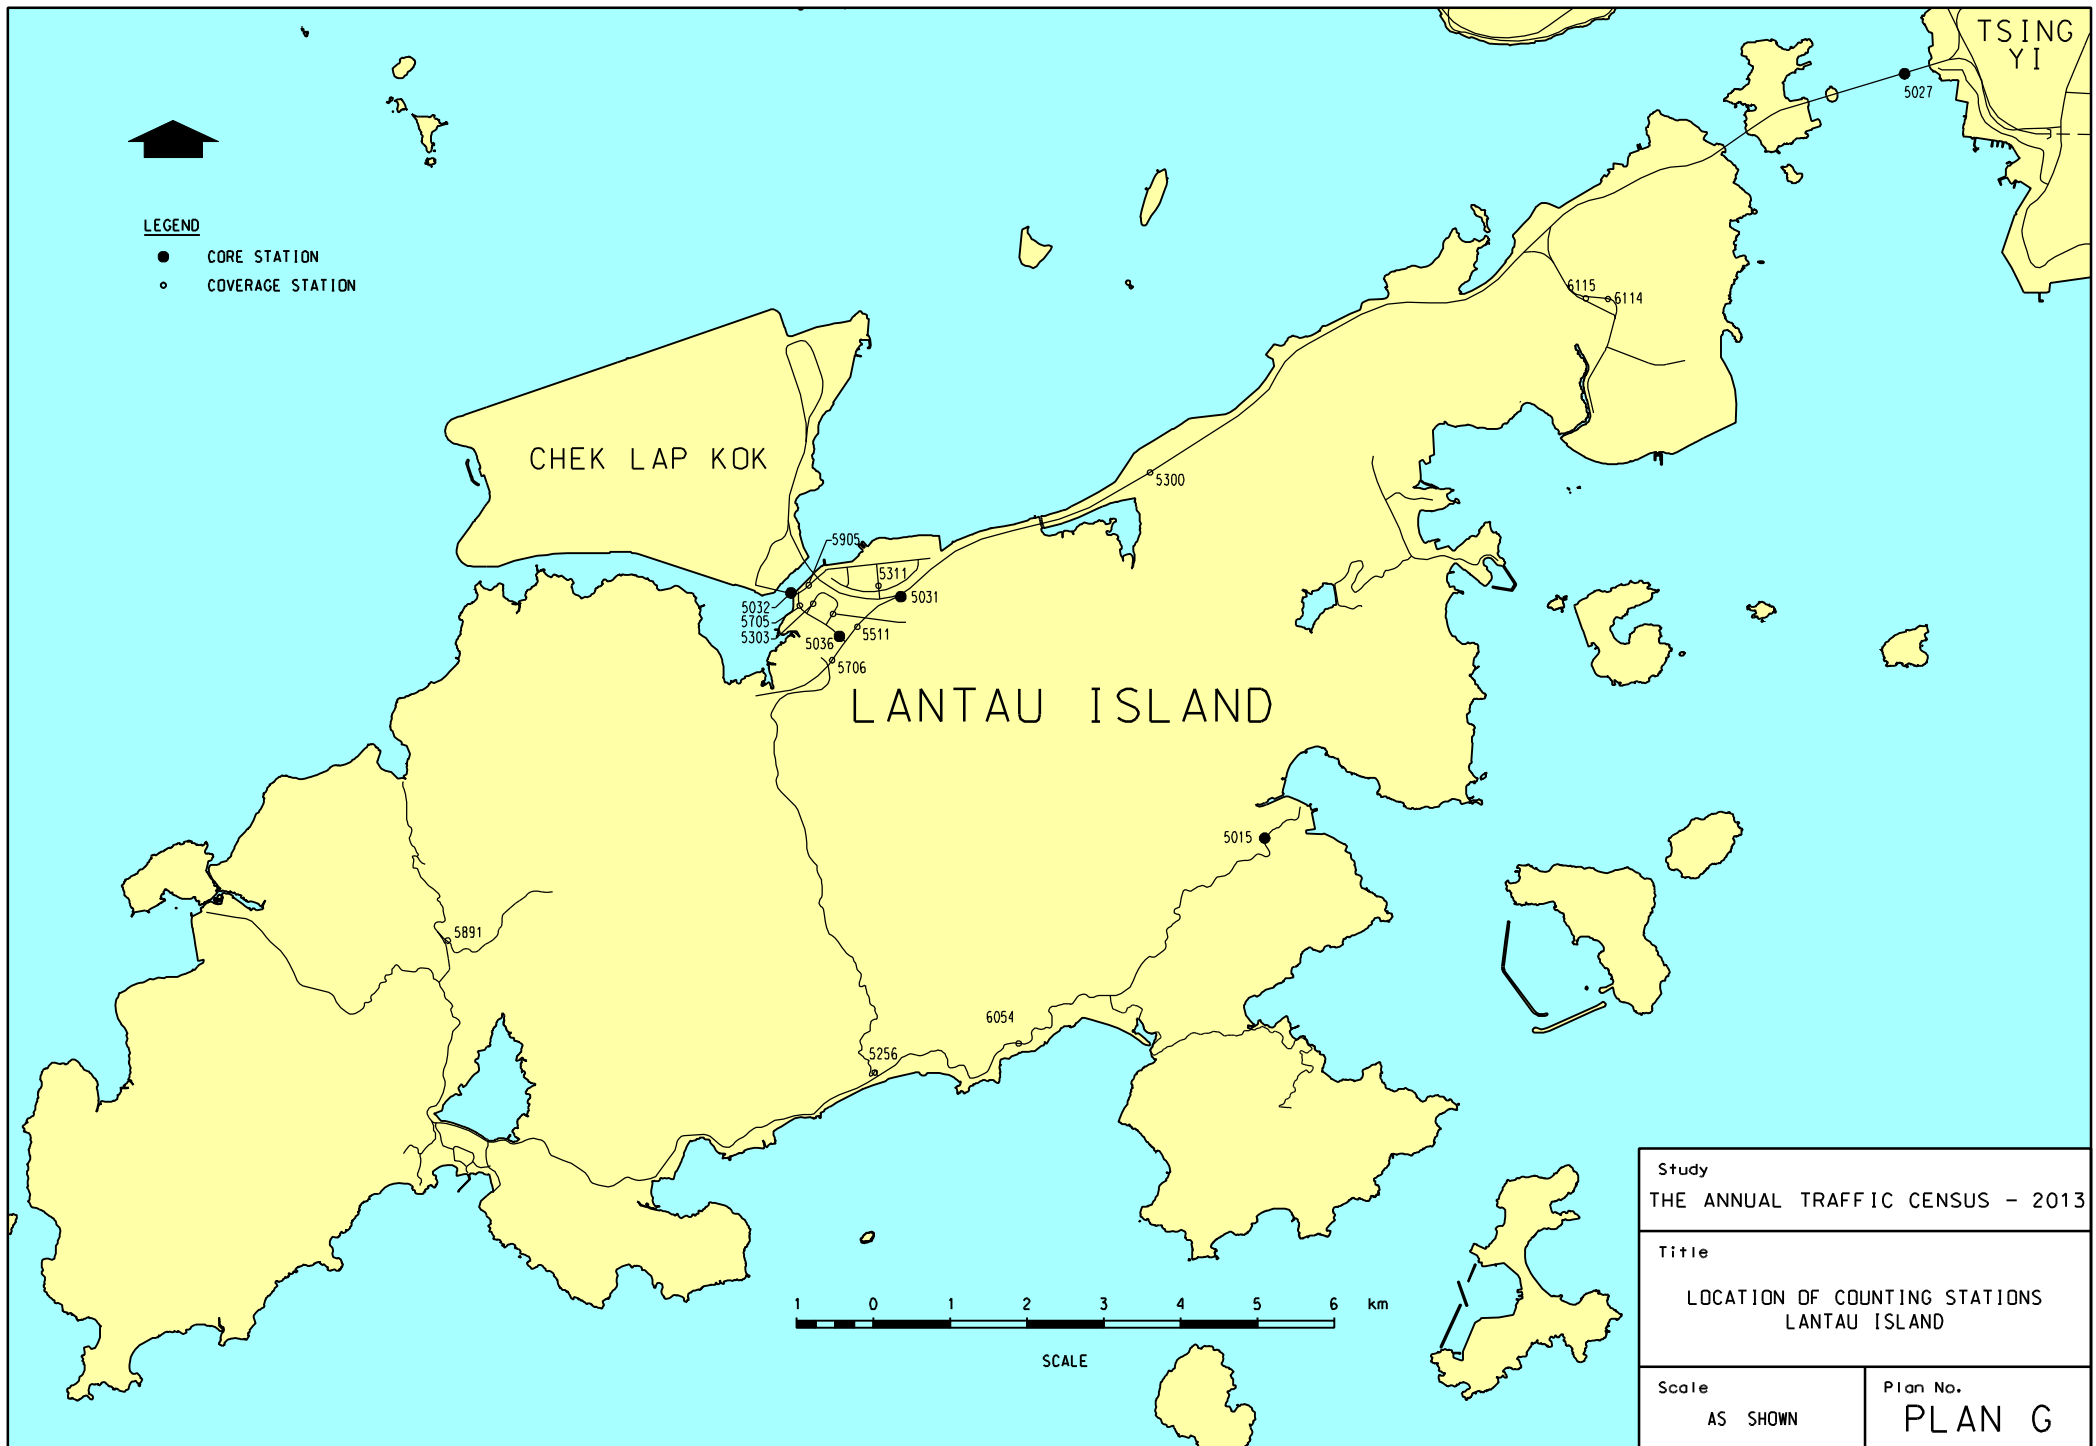 TSING
YI
5027
LEGEND
CORE STATION
COVERAGE STATION
6115
6114
CHEK LAP KOK
5300
5905
5311
5031
5032
5705
5303
5036
5511
5706
LANTAU ISLAND
5015
5891
6054
5256
1 0 1 2 3 4 5 6 km
SCALE
Study
THE ANNUAL TRAFFIC CENSUS - 2013
Title
LOCATION OF COUNTING STATIONS
LANTAU ISLAND
Scale
AS SHOWN
Plan No.
PLAN G